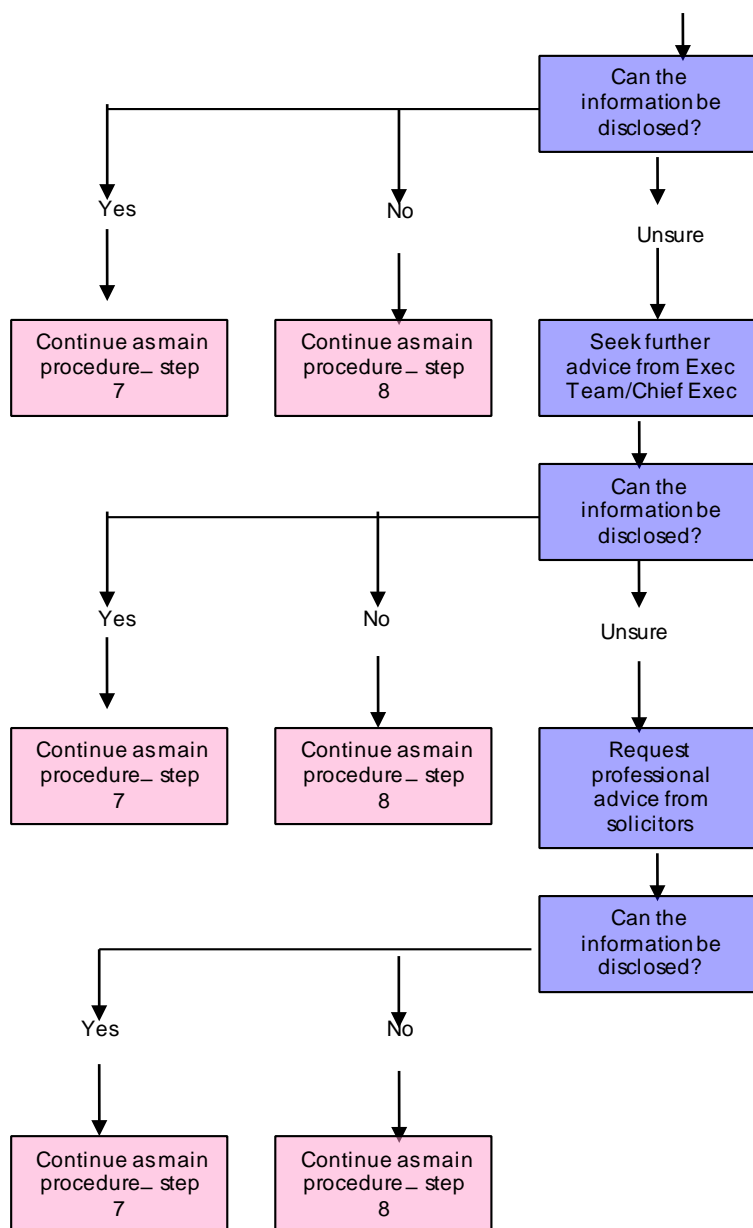 Can the
information be
disclosed?
Yes
No
Unsure
Continue as main
procedure – step
7
Continue as main
procedure – step
8
Seek further
advice from Exec
Team/Chief Exec
Can the
information be
disclosed?
Yes
No
Unsure
Continue as main
procedure – step
7
Continue as main
procedure – step
8
Request
professional
advice from
solicitors
Can the
information be
disclosed?
Yes
No
Continue as main
procedure – step
7
Continue as main
procedure – step
8